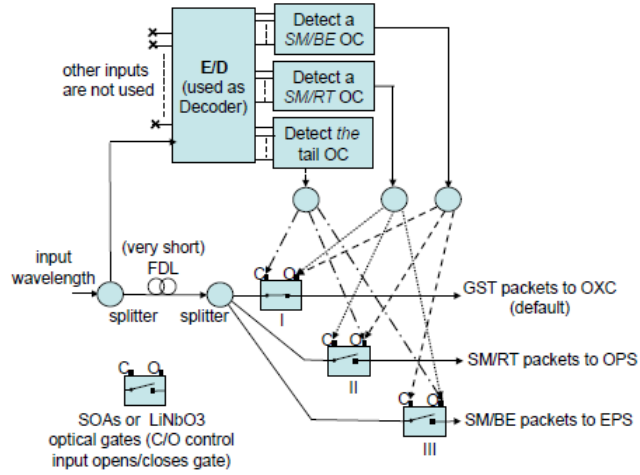 Detect a
SM/BE OC
E/D
(used as
Decoder)
other inputs
are not used
Detect a
SM/RT OC
Detect the
tail OC
input
wavelength
(very short)
FDL
splitter
splitter
C O
I
GST packets to OXC
(default)
C O
II
SM/RT packets to OPS
C O
III
SM/BE packets to EPS
C O
SOAs or LiNbO3
optical gates (C/O control
input opens/closes gate)